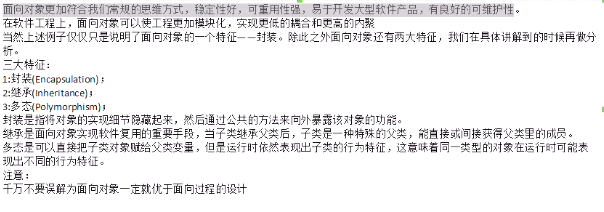 面向对象更加符合我们常规的思维方式，稳定性好，可重用性强，易于开发大型软件产品，有良好的可维护性。
在软件工程上，面向对象可以使工程更加模块化，实现更低的耦合和更高的内聚
当然上述例子仅仅只是说明了面向对象的一个特征——封装。除此之外面向对象还有两大特征，我们在具体讲解到的时候再做分
析。
三大特征：
1:封装(Encapsulation)；
2:继承(Inheritance)；
3:多态(Polymorphism)；
封装是指将对象的实现细节隐藏起来，然后通过公共的方法来向外暴露该对象的功能。
继承是面向对象实现软件复用的重要手段，当子类继承父类后，子类是一种特殊的父类，能直接或间接获得父类里的成员。
多态是可以直接把子类对象赋给父类变量，但是运行时依然表现出子类的行为特征，这意味着同一类型的对象在运行时可能表
现出不同的行为特征。
注意：
千万不要误解为面向对象一定就优于面向过程的设计